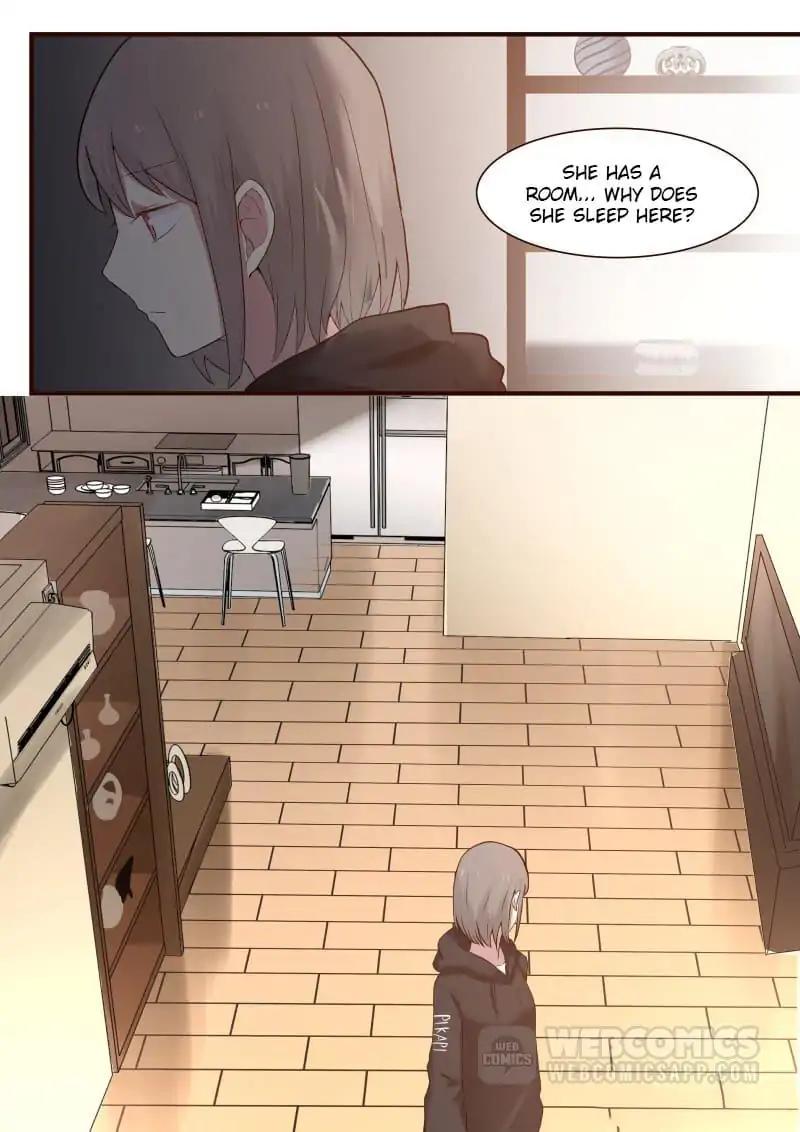 SHE HAS A
ROOM... WHY DOES
SHE SLEEP HERE?
PIKAPI
WEB
COMICS
WEBCOMICS
WEBCOMICSAPP.COM